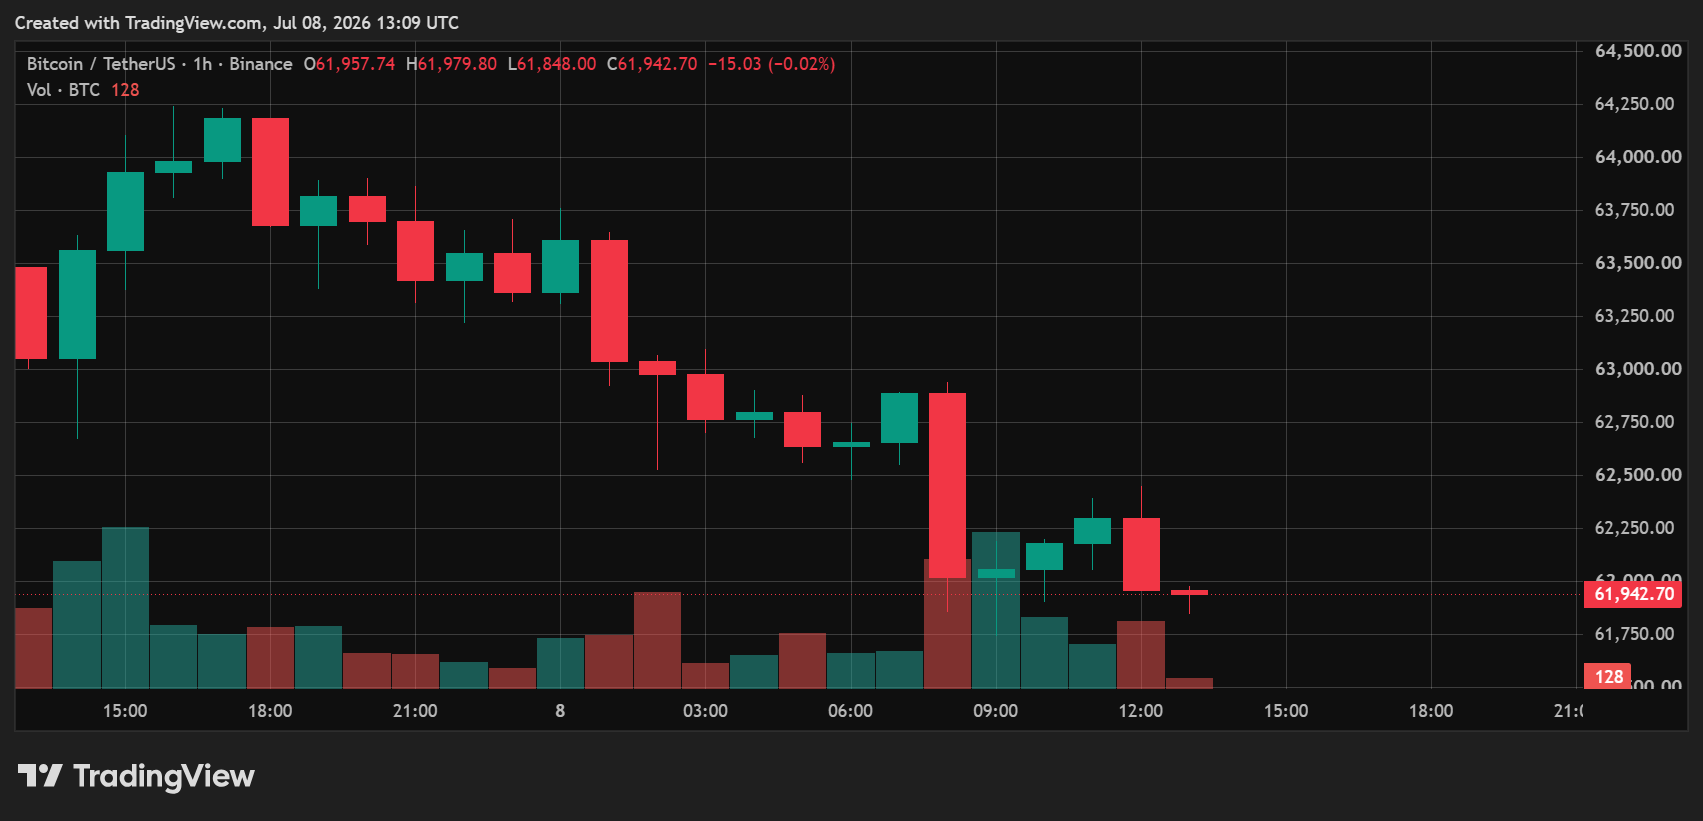 Created with TradingView.com, Jul 08, 2026 13:09 UTC
Bitcoin / TetherUS · 1h · Binance O61,957.74 H61,979.80 L61,848.00 C61,942.70 −15.03 (−0.02%)
Vol · BTC 128
64,500.00
64,250.00
64,000.00
63,750.00
63,500.00
63,250.00
63,000.00
62,750.00
62,500.00
62,250.00
62,000.00
61,942.70
61,750.00
128
15:00 18:00 21:00 8 03:00 06:00 09:00 12:00 15:00 18:00
TradingView